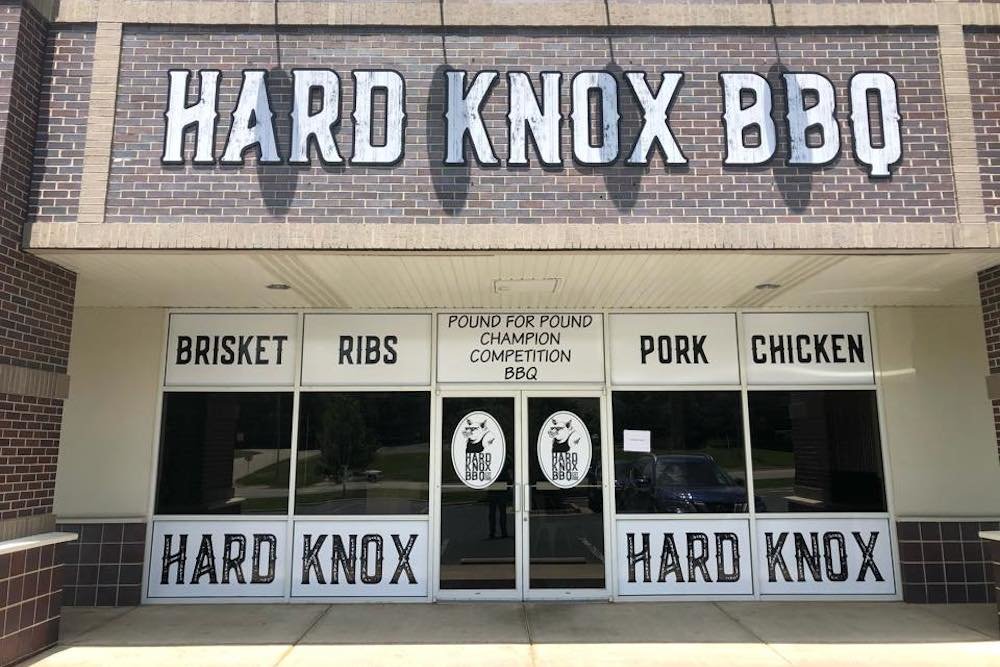 HARD KNOX BBQ
BRISKET
RIBS
POUND FOR POUND
CHAMPION
COMPETITION
BBQ
PORK
CHICKEN
HARD
KNOX
BBQ
HARD
KNOX
BBQ
HARD KNOX
HARD KNOX